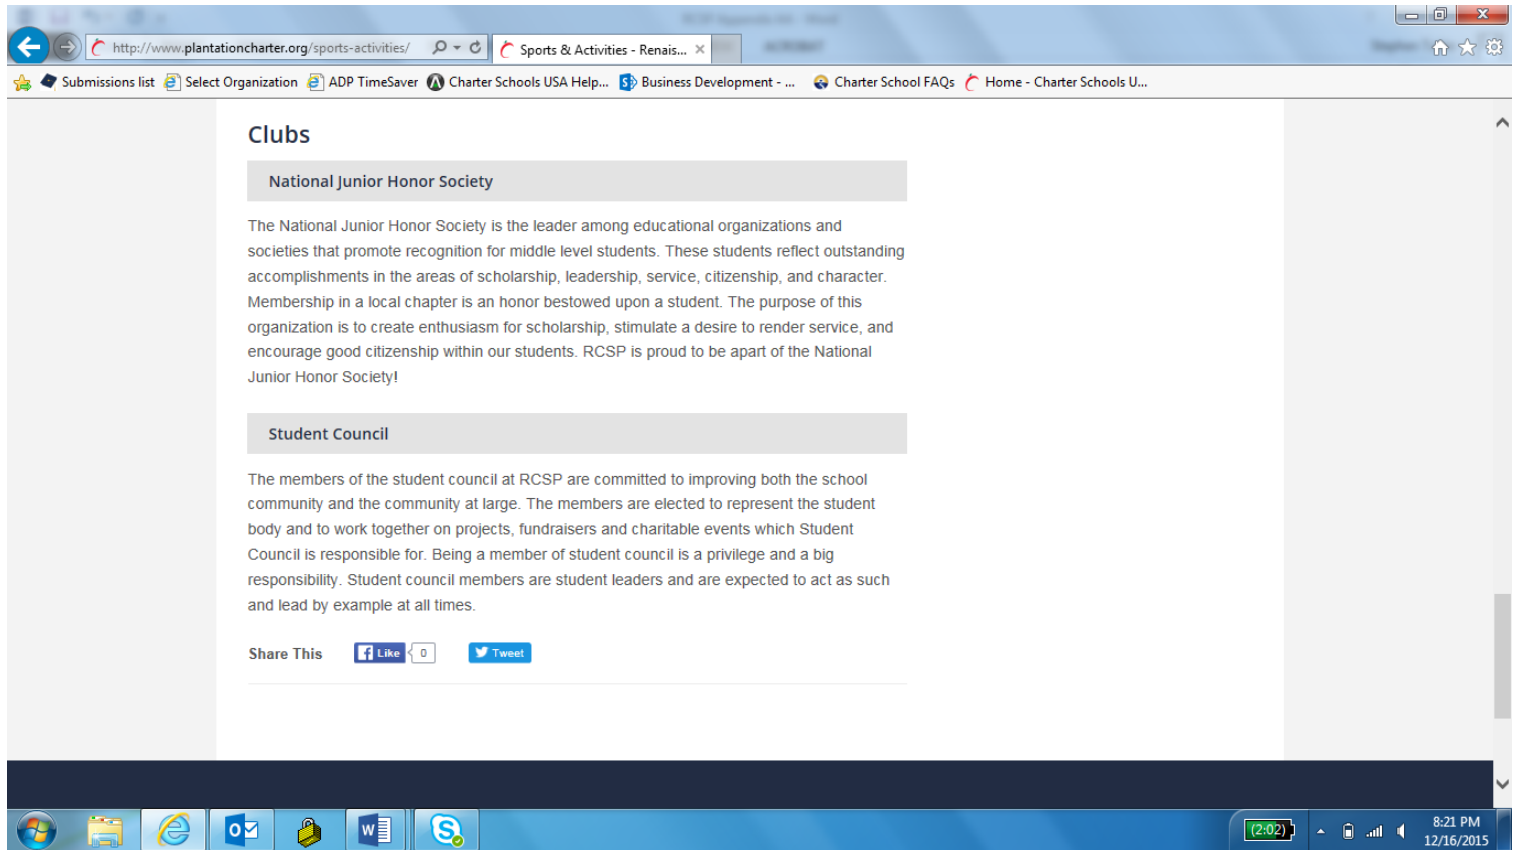 http://www.plantationcharter.org/sports-activities/
Sports & Activities - Renais...
Submissions list Select Organization ADP TimeSaver Charter Schools USA Help... Business Development - ... Charter School FAQs Home - Charter Schools U...
Clubs
National Junior Honor Society
The National Junior Honor Society is the leader among educational organizations and
societies that promote recognition for middle level students. These students reflect outstanding
accomplishments in the areas of scholarship, leadership, service, citizenship, and character.
Membership in a local chapter is an honor bestowed upon a student. The purpose of this
organization is to create enthusiasm for scholarship, stimulate a desire to render service, and
encourage good citizenship within our students. RCSP is proud to be apart of the National
Junior Honor Society!
Student Council
The members of the student council at RCSP are committed to improving both the school
community and the community at large. The members are elected to represent the student
body and to work together on projects, fundraisers and charitable events which Student
Council is responsible for. Being a member of student council is a privilege and a big
responsibility. Student council members are student leaders and are expected to act as such
and lead by example at all times.
Share This Like 0 Tweet
(2:02) 8:21 PM
12/16/2015